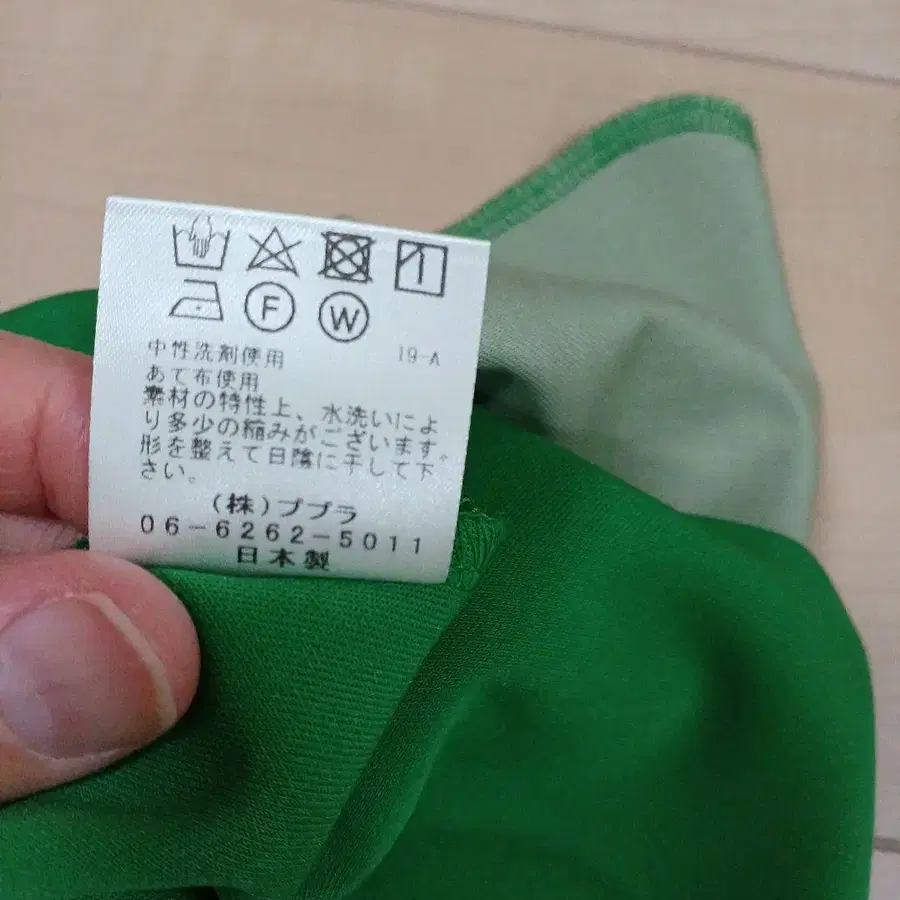 F W
中性洗剤使用 19-A
あて布使用
素材の特性上、水洗いによ
り多少の縮みがございます。
形を整えて日陰に干して下
さい。
(株)ププラ
06-6262-5011
日本製